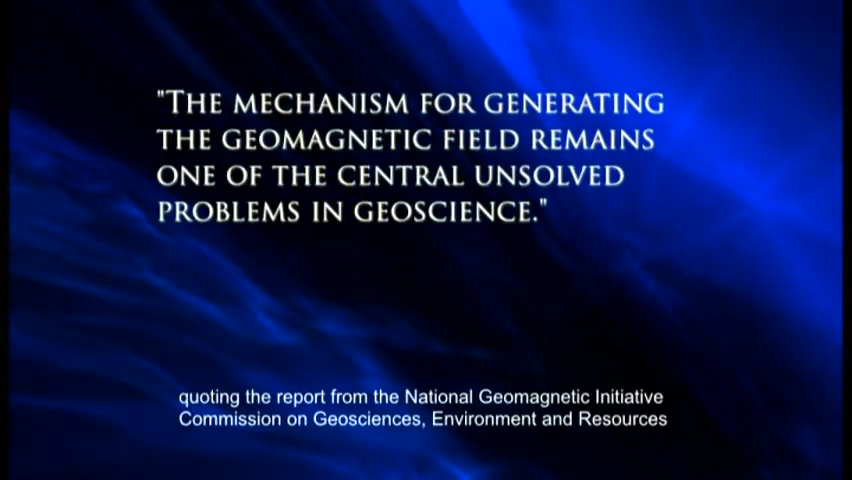 "The mechanism for generating
the geomagnetic field remains
one of the central unsolved
problems in geoscience."
quoting the report from the National Geomagnetic Initiative
Commission on Geosciences, Environment and Resources